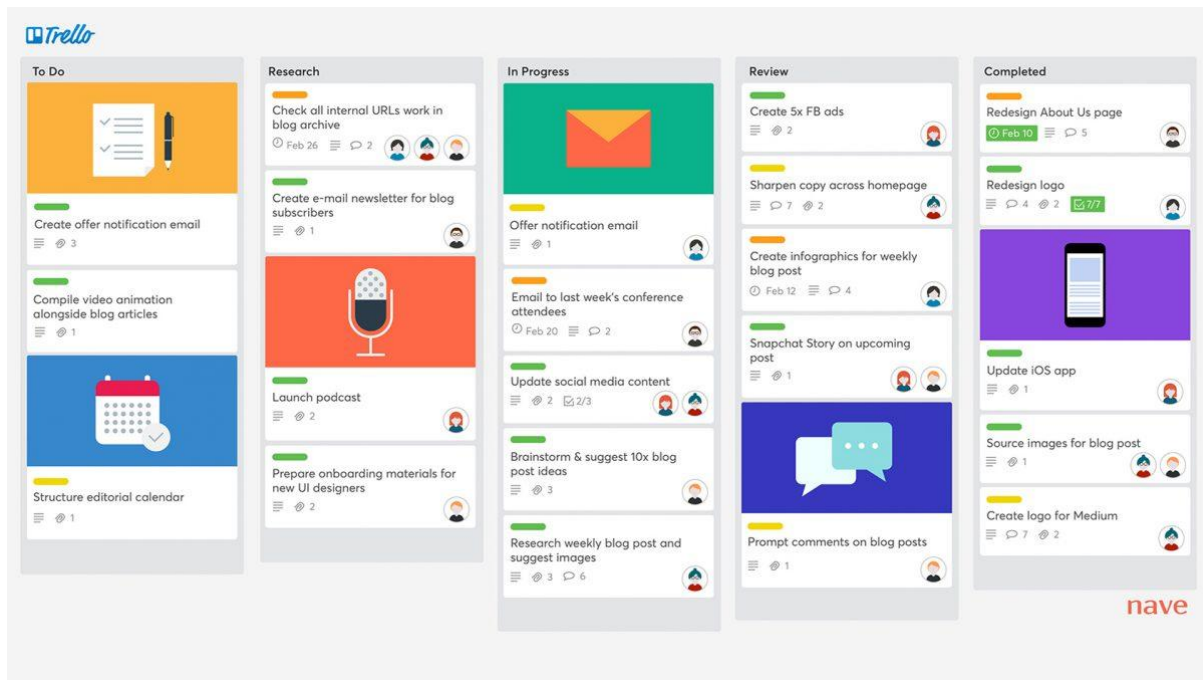 Trello
To Do
Create offer notification email
3
Compile video animation
alongside blog articles
1
Structure editorial calendar
1
Research
Check all internal URLs work in
blog archive
Feb 26 2
Create e-mail newsletter for blog
subscribers
1
Launch podcast
2
Prepare onboarding materials for
new UI designers
2
In Progress
Offer notification email
1
Email to last week's conference
attendees
Feb 20 2
Update social media content
2 2/3
Brainstorm & suggest 10x blog
post ideas
3
Research weekly blog post and
suggest images
3 6
Review
Create 5x FB ads
2
Sharpen copy across homepage
7 2
Create infographics for weekly
blog post
Feb 12 4
Snapchat Story on upcoming
post
1
Prompt comments on blog posts
1
Completed
Redesign About Us page
Feb 10 5
Redesign logo
4 2 7/7
Update iOS app
1
Source images for blog post
1
Create logo for Medium
7 2
nave